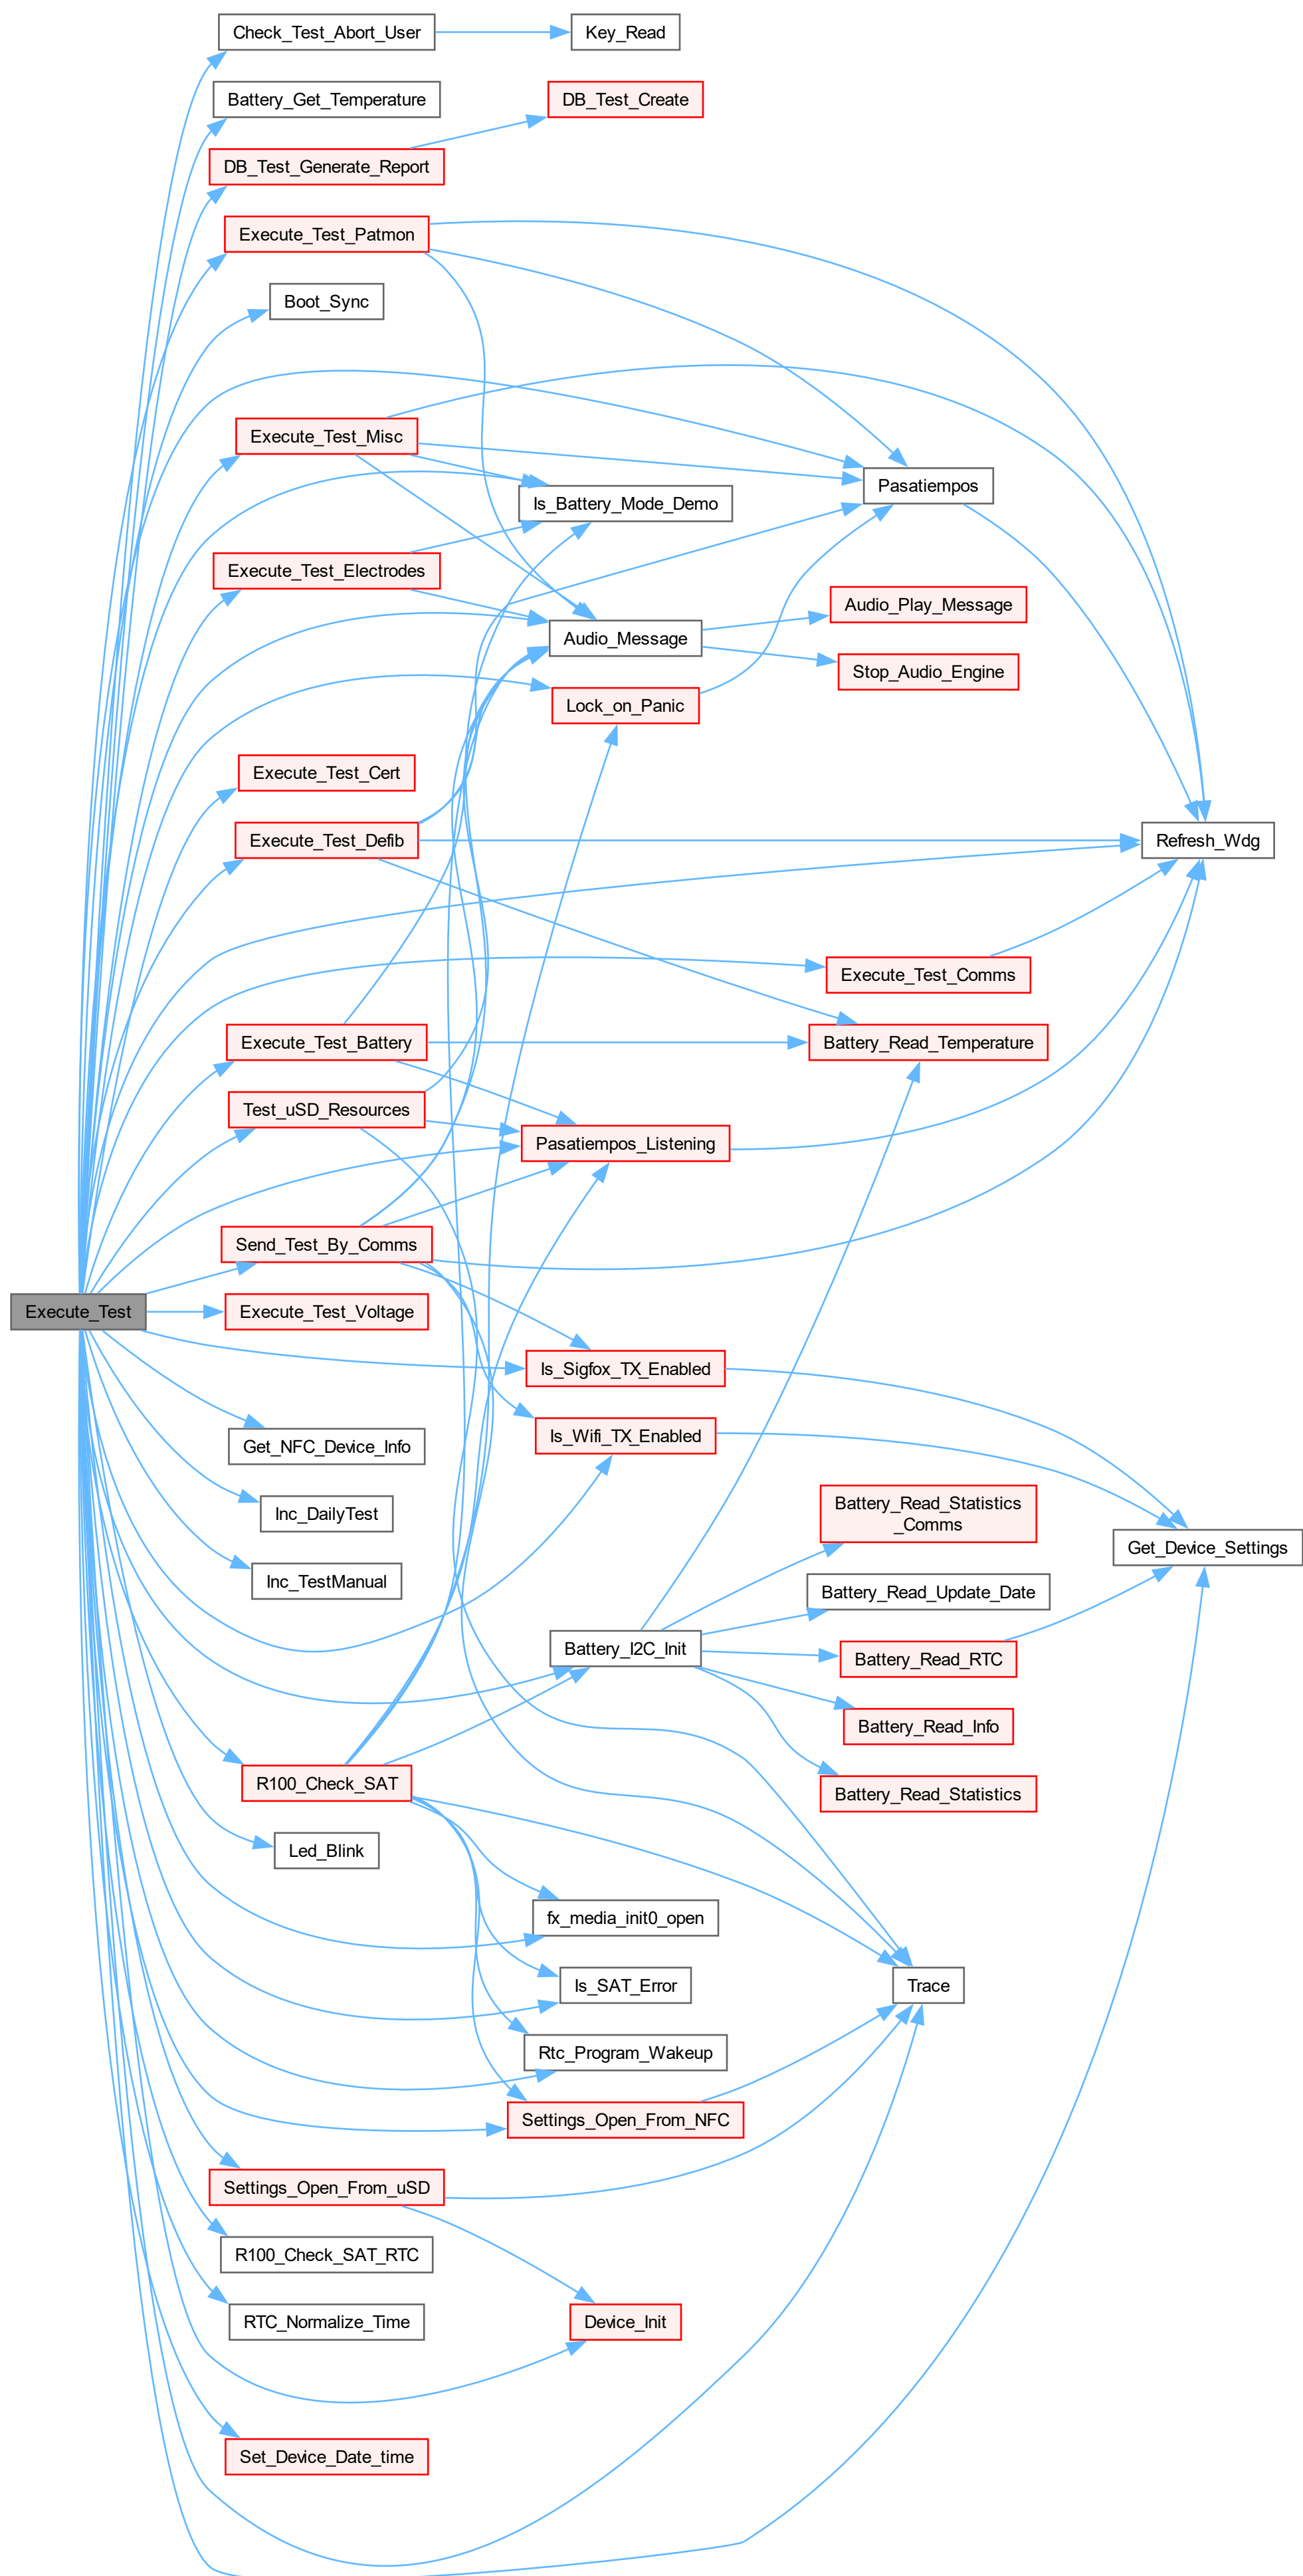 Check_Test_Abort_User
Key_Read
Battery_Get_Temperature
DB_Test_Create
DB_Test_Generate_Report
Execute_Test_Patmon
Boot_Sync
Execute_Test_Misc
Pasatiempos
Is_Battery_Mode_Demo
Execute_Test_Electrodes
Audio_Play_Message
Audio_Message
Stop_Audio_Engine
Lock_on_Panic
Execute_Test_Cert
Execute_Test_Defib
Refresh_Wdg
Execute_Test_Comms
Execute_Test_Battery
Battery_Read_Temperature
Test_uSD_Resources
Pasatiempos_Listening
Send_Test_By_Comms
Execute_Test
Execute_Test_Voltage
Is_Sigfox_TX_Enabled
Get_NFC_Device_Info
Is_Wifi_TX_Enabled
Inc_DailyTest
Battery_Read_Statistics
_Comms
Get_Device_Settings
Inc_TestManual
Battery_Read_Update_Date
Battery_I2C_Init
Battery_Read_RTC
Battery_Read_Info
R100_Check_SAT
Battery_Read_Statistics
Led_Blink
fx_media_init0_open
Is_SAT_Error
Trace
Rtc_Program_Wakeup
Settings_Open_From_NFC
Settings_Open_From_uSD
R100_Check_SAT_RTC
RTC_Normalize_Time
Device_Init
Set_Device_Date_time